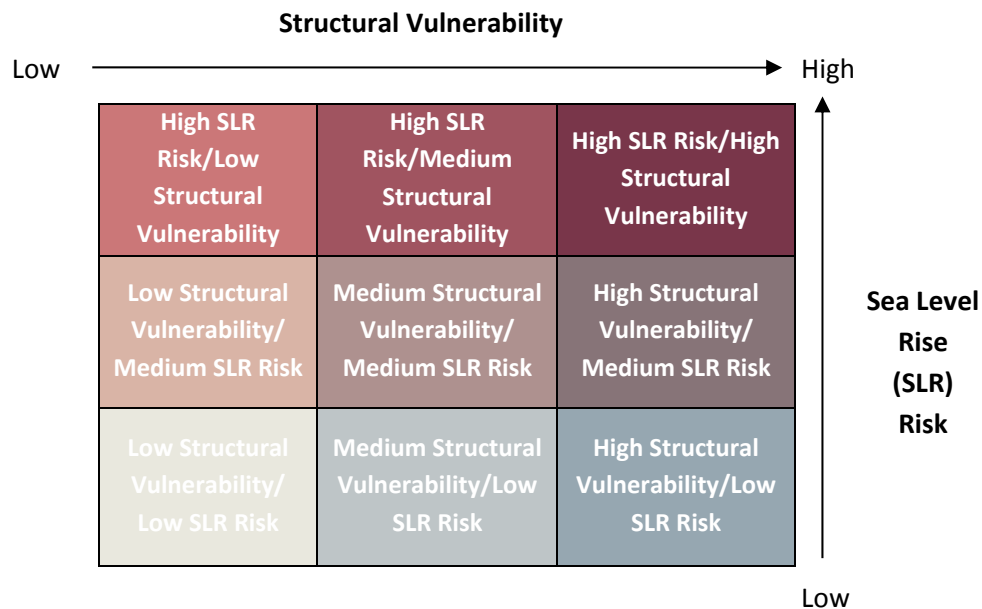 Structural Vulnerability
Low
High
High SLR
Risk/Low
Structural
Vulnerability
High SLR
Risk/Medium
Structural
Vulnerability
High SLR Risk/High
Structural
Vulnerability
Low Structural
Vulnerability/
Medium SLR Risk
Medium Structural
Vulnerability/
Medium SLR Risk
High Structural
Vulnerability/
Medium SLR Risk
Sea Level
Rise
(SLR)
Risk
Low Structural
Vulnerability/
Low SLR Risk
Medium Structural
Vulnerability/Low
SLR Risk
High Structural
Vulnerability/Low
SLR Risk
Low